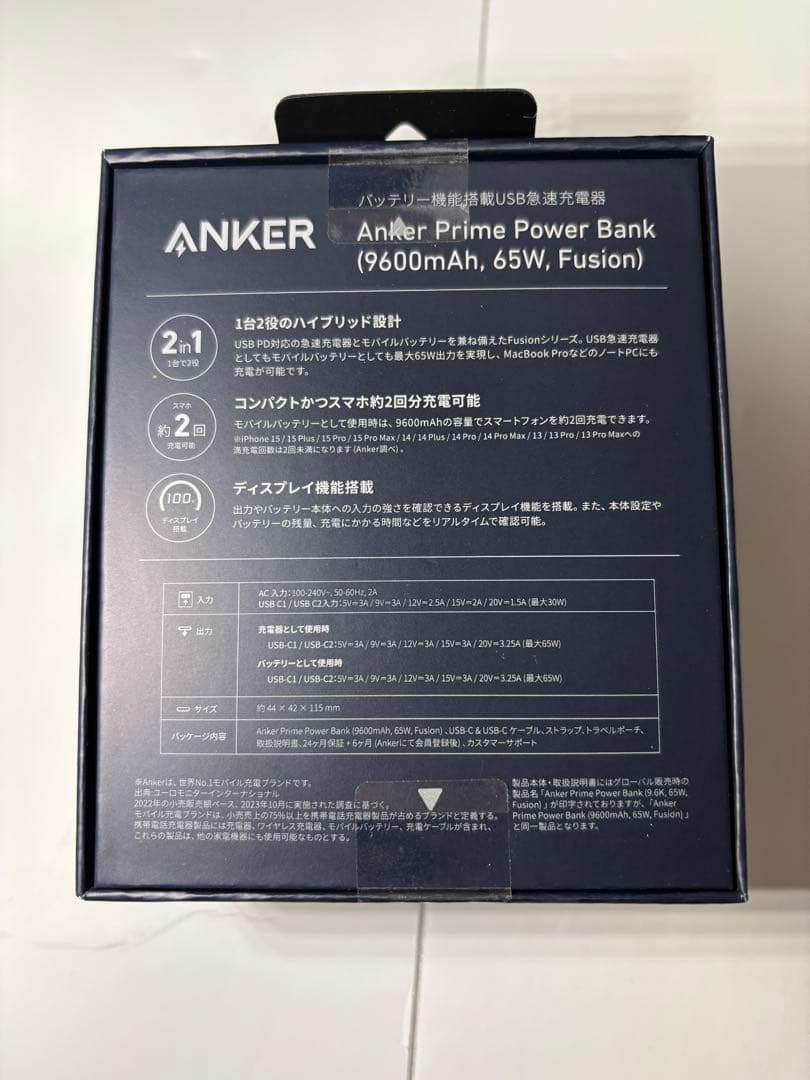 バッテリー機能搭載USB急速充電器
ANKER
Anker Prime Power Bank
(9600mAh, 65W, Fusion)
2in1
1台で2役
1台2役のハイブリッド設計
USB PD対応の急速充電器とモバイルバッテリーを兼ね備えたFusionシリーズ。USB急速充電器
としてもモバイルバッテリーとしても最大65W出力を実現し、MacBook ProなどのノートPCにも
充電が可能です。
スマホ
約2回
充電可能
コンパクトかつスマホ約2回分充電可能
モバイルバッテリーとして使用時は、9600mAhの容量でスマートフォンを約2回充電できます。
※iPhone 15 / 15 Plus / 15 Pro / 15 Pro Max / 14 / 14 Plus / 14 Pro / 14 Pro Max / 13 / 13 Pro / 13 Pro Maxへの
満充電回数は2回未満になります (Anker調べ) 。
100%
ディスプレイ
搭載
ディスプレイ機能搭載
出力やバッテリー本体への入力の強さを確認できるディスプレイ機能を搭載。また、本体設定や
バッテリーの残量、充電にかかる時間などをリアルタイムで確認可能。
入力
AC 入力：100-240V~, 50-60Hz, 2A
USB C1 / USB C2入力：5V=3A / 9V=3A / 12V=2.5A / 15V=2A / 20V=1.5A (最大30W)
出力
充電器として使用時
USB-C1 / USB-C2：5V=3A / 9V=3A / 12V=3A / 15V=3A / 20V=3.25A (最大65W)
バッテリーとして使用時
USB-C1 / USB-C2：5V=3A / 9V=3A / 12V=3A / 15V=3A / 20V=3.25A (最大65W)
サイズ
約 44 × 42 × 115 mm
パッケージ内容
Anker Prime Power Bank (9600mAh, 65W, Fusion) 、USB-C & USB-C ケーブル、ストラップ、トラベルポーチ、
取扱説明書、24ヶ月保証 + 6ヶ月 (Ankerにて会員登録後) 、カスタマーサポート
※Ankerは、世界No.1モバイル充電ブランドです。
出典:ユーロモニターインターナショナル
2022年の小売販売額ベース、2023年10月に実施された調査に基づく。
モバイル充電ブランドは、小売売上の75%以上を携帯電話充電器製品が占めるブランドと定義する。
携帯電話充電器製品には充電器、ワイヤレス充電器、モバイルバッテリー、充電ケーブルが含まれ、
これらの製品は、他の家電機器にも使用可能なものとする。
製品本体・取扱説明書にはグローバル販売時の
製品名「Anker Prime Power Bank (9.6K, 65W,
Fusion) 」が印字されておりますが、「Anker
Prime Power Bank (9600mAh, 65W, Fusion) 」
と同一製品となります。